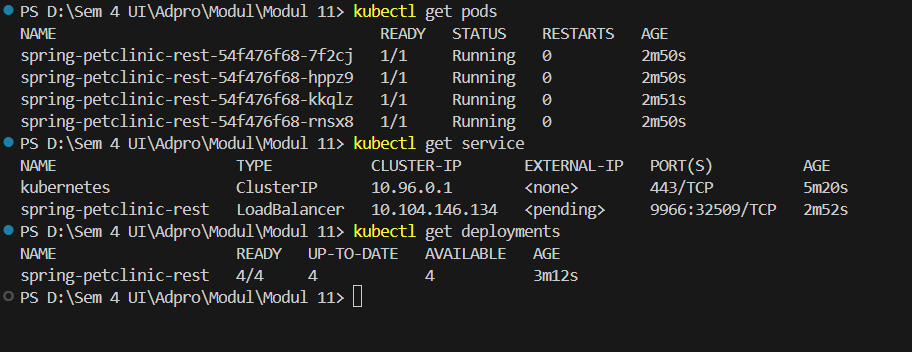 PS D:\Sem 4 UI\Adpro\Modul\Modul 11> kubectl get pods
NAME READY STATUS RESTARTS AGE
spring-petclinic-rest-54f476f68-7f2cj 1/1 Running 0 2m50s
spring-petclinic-rest-54f476f68-hppz9 1/1 Running 0 2m50s
spring-petclinic-rest-54f476f68-kkqlz 1/1 Running 0 2m51s
spring-petclinic-rest-54f476f68-rnsx8 1/1 Running 0 2m50s
PS D:\Sem 4 UI\Adpro\Modul\Modul 11> kubectl get service
NAME TYPE CLUSTER-IP EXTERNAL-IP PORT(S) AGE
kubernetes ClusterIP 10.96.0.1 <none> 443/TCP 5m20s
spring-petclinic-rest LoadBalancer 10.104.146.134 <pending> 9966:32509/TCP 2m52s
PS D:\Sem 4 UI\Adpro\Modul\Modul 11> kubectl get deployments
NAME READY UP-TO-DATE AVAILABLE AGE
spring-petclinic-rest 4/4 4 4 3m12s
PS D:\Sem 4 UI\Adpro\Modul\Modul 11>